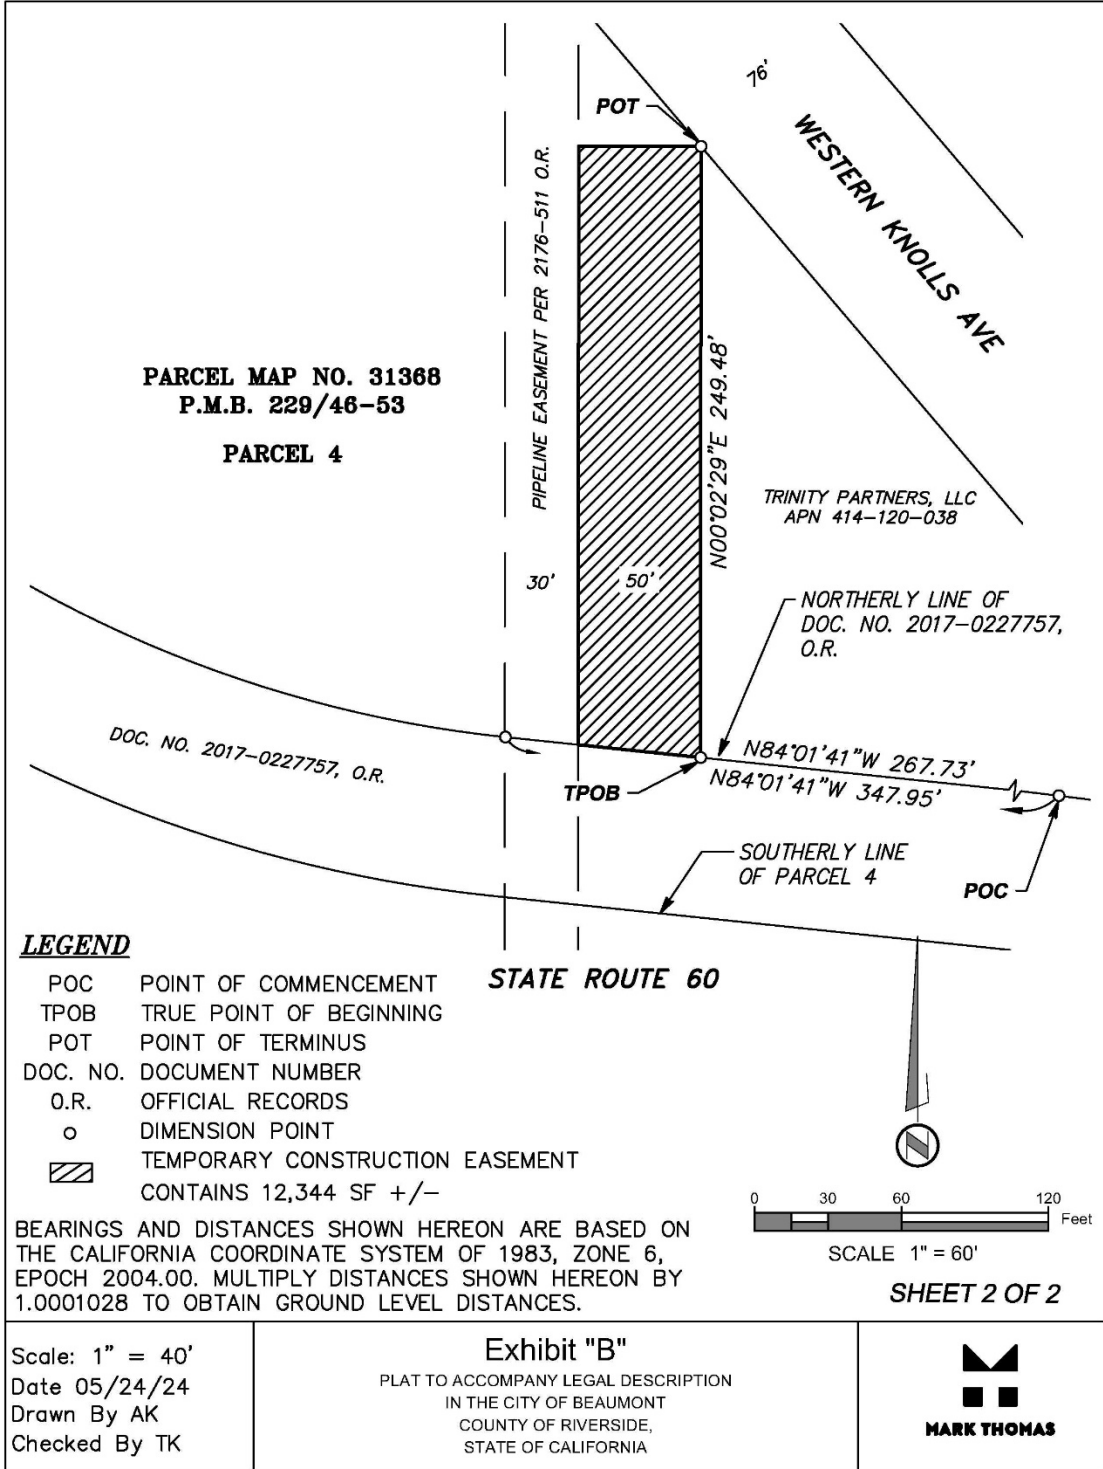 76'
POT
WESTERN KNOLLS AVE
PIPELINE EASEMENT PER 2176-511 O.R.
PARCEL MAP NO. 31368
P.M.B. 229/46-53
PARCEL 4
N00°02'29"E 249.48'
TRINITY PARTNERS, LLC
APN 414-120-038
30'
50'
NORTHERLY LINE OF
DOC. NO. 2017-0227757,
O.R.
DOC. NO. 2017-0227757, O.R.
N84°01'41"W 267.73'
TPOB
N84°01'41"W 347.95'
SOUTHERLY LINE
OF PARCEL 4
POC
LEGEND
STATE ROUTE 60
POC POINT OF COMMENCEMENT
TPOB TRUE POINT OF BEGINNING
POT POINT OF TERMINUS
DOC. NO. DOCUMENT NUMBER
O.R. OFFICIAL RECORDS
DIMENSION POINT
TEMPORARY CONSTRUCTION EASEMENT
CONTAINS 12,344 SF +/-
N
0 30 60 120
Feet
SCALE 1" = 60'
BEARINGS AND DISTANCES SHOWN HEREON ARE BASED ON
THE CALIFORNIA COORDINATE SYSTEM OF 1983, ZONE 6,
EPOCH 2004.00. MULTIPLY DISTANCES SHOWN HEREON BY
1.0001028 TO OBTAIN GROUND LEVEL DISTANCES.
SHEET 2 OF 2
Scale: 1" = 40'
Date 05/24/24
Drawn By AK
Checked By TK
Exhibit "B"
PLAT TO ACCOMPANY LEGAL DESCRIPTION
IN THE CITY OF BEAUMONT
COUNTY OF RIVERSIDE,
STATE OF CALIFORNIA
MARK THOMAS